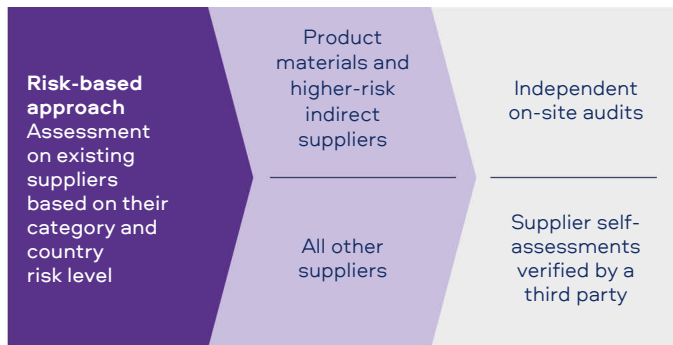 Risk-based
approach
Assessment
on existing
suppliers
based on their
category and
country
risk level
Product
materials and
higher-risk
indirect
suppliers
All other
suppliers
Independent
on-site audits
Supplier self-
assessments
verified by a
third party